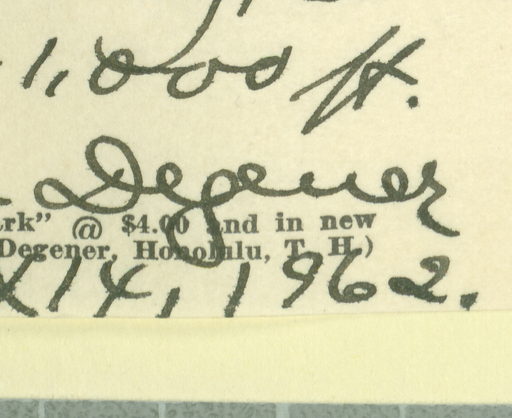 1,000 ft.
Degener
rk" @ $4.00 and in new
Degener, Honolulu, T. H.)
14, 1962.